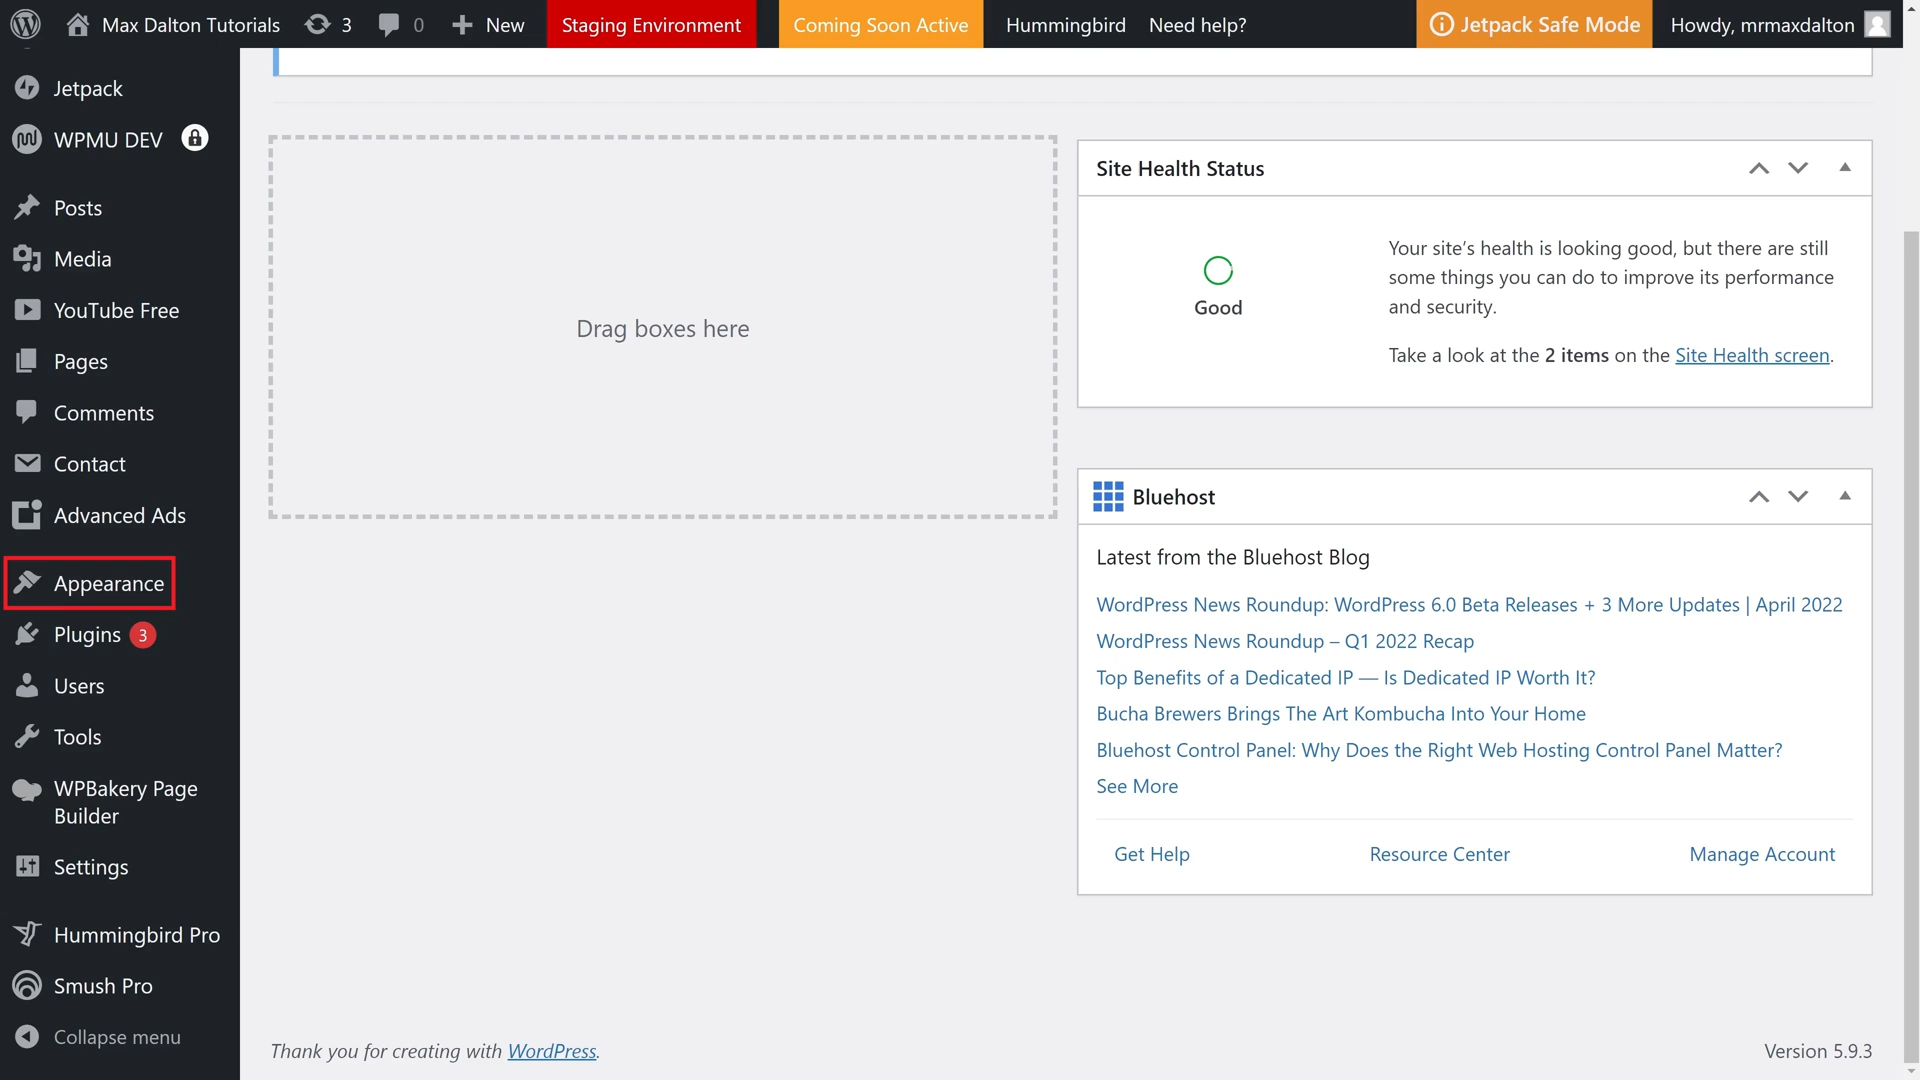 Max Dalton Tutorials
3
0
New
Staging Environment
Coming Soon Active
Hummingbird
Need help?
Jetpack Safe Mode
Howdy, mrmaxdalton
Jetpack
WPMU DEV
Posts
Media
YouTube Free
Pages
Comments
Contact
Advanced Ads
Appearance
Plugins 3
Users
Tools
WPBakery Page
Builder
Settings
Hummingbird Pro
Smush Pro
Collapse menu
Drag boxes here
Site Health Status
Good
Your site’s health is looking good, but there are still
some things you can do to improve its performance
and security.
Take a look at the 2 items on the Site Health screen.
Bluehost
Latest from the Bluehost Blog
WordPress News Roundup: WordPress 6.0 Beta Releases + 3 More Updates | April 2022
WordPress News Roundup – Q1 2022 Recap
Top Benefits of a Dedicated IP — Is Dedicated IP Worth It?
Bucha Brewers Brings The Art Kombucha Into Your Home
Bluehost Control Panel: Why Does the Right Web Hosting Control Panel Matter?
See More
Get Help
Resource Center
Manage Account
Thank you for creating with WordPress.
Version 5.9.3